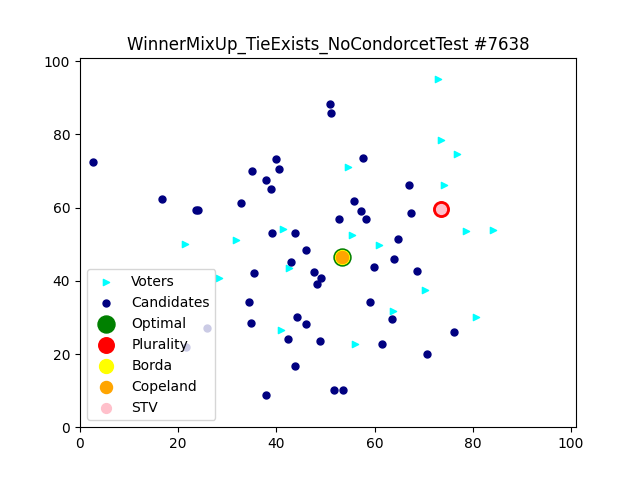 WinnerMixUp_TieExists_NoCondorcetTest #7638
100
80
60
40
20
0
Voters
Candidates
Optimal
Plurality
Borda
Copeland
STV
0 20 40 60 80 100